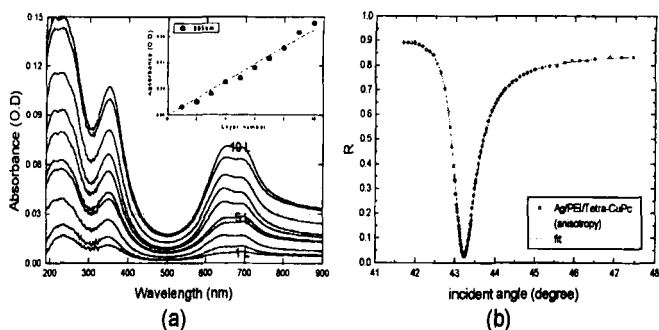 0.15
0.12
0.09
0.06
0.03
0.00
Absorbance (O.D)
200 300 400 500 600 700 800 900
Wavelength (nm)
Absorbance (O.D)
Layer number
10 L
5 L
1 L
(a)
1.0
0.9
0.8
0.7
0.6
0.5
0.4
0.3
0.2
0.1
0.0
R
41 42 43 44 45 46 47 48
incident angle (degree)
Ag/PEI/Tetra-CuPc
(anisotropy)
fit
(b)